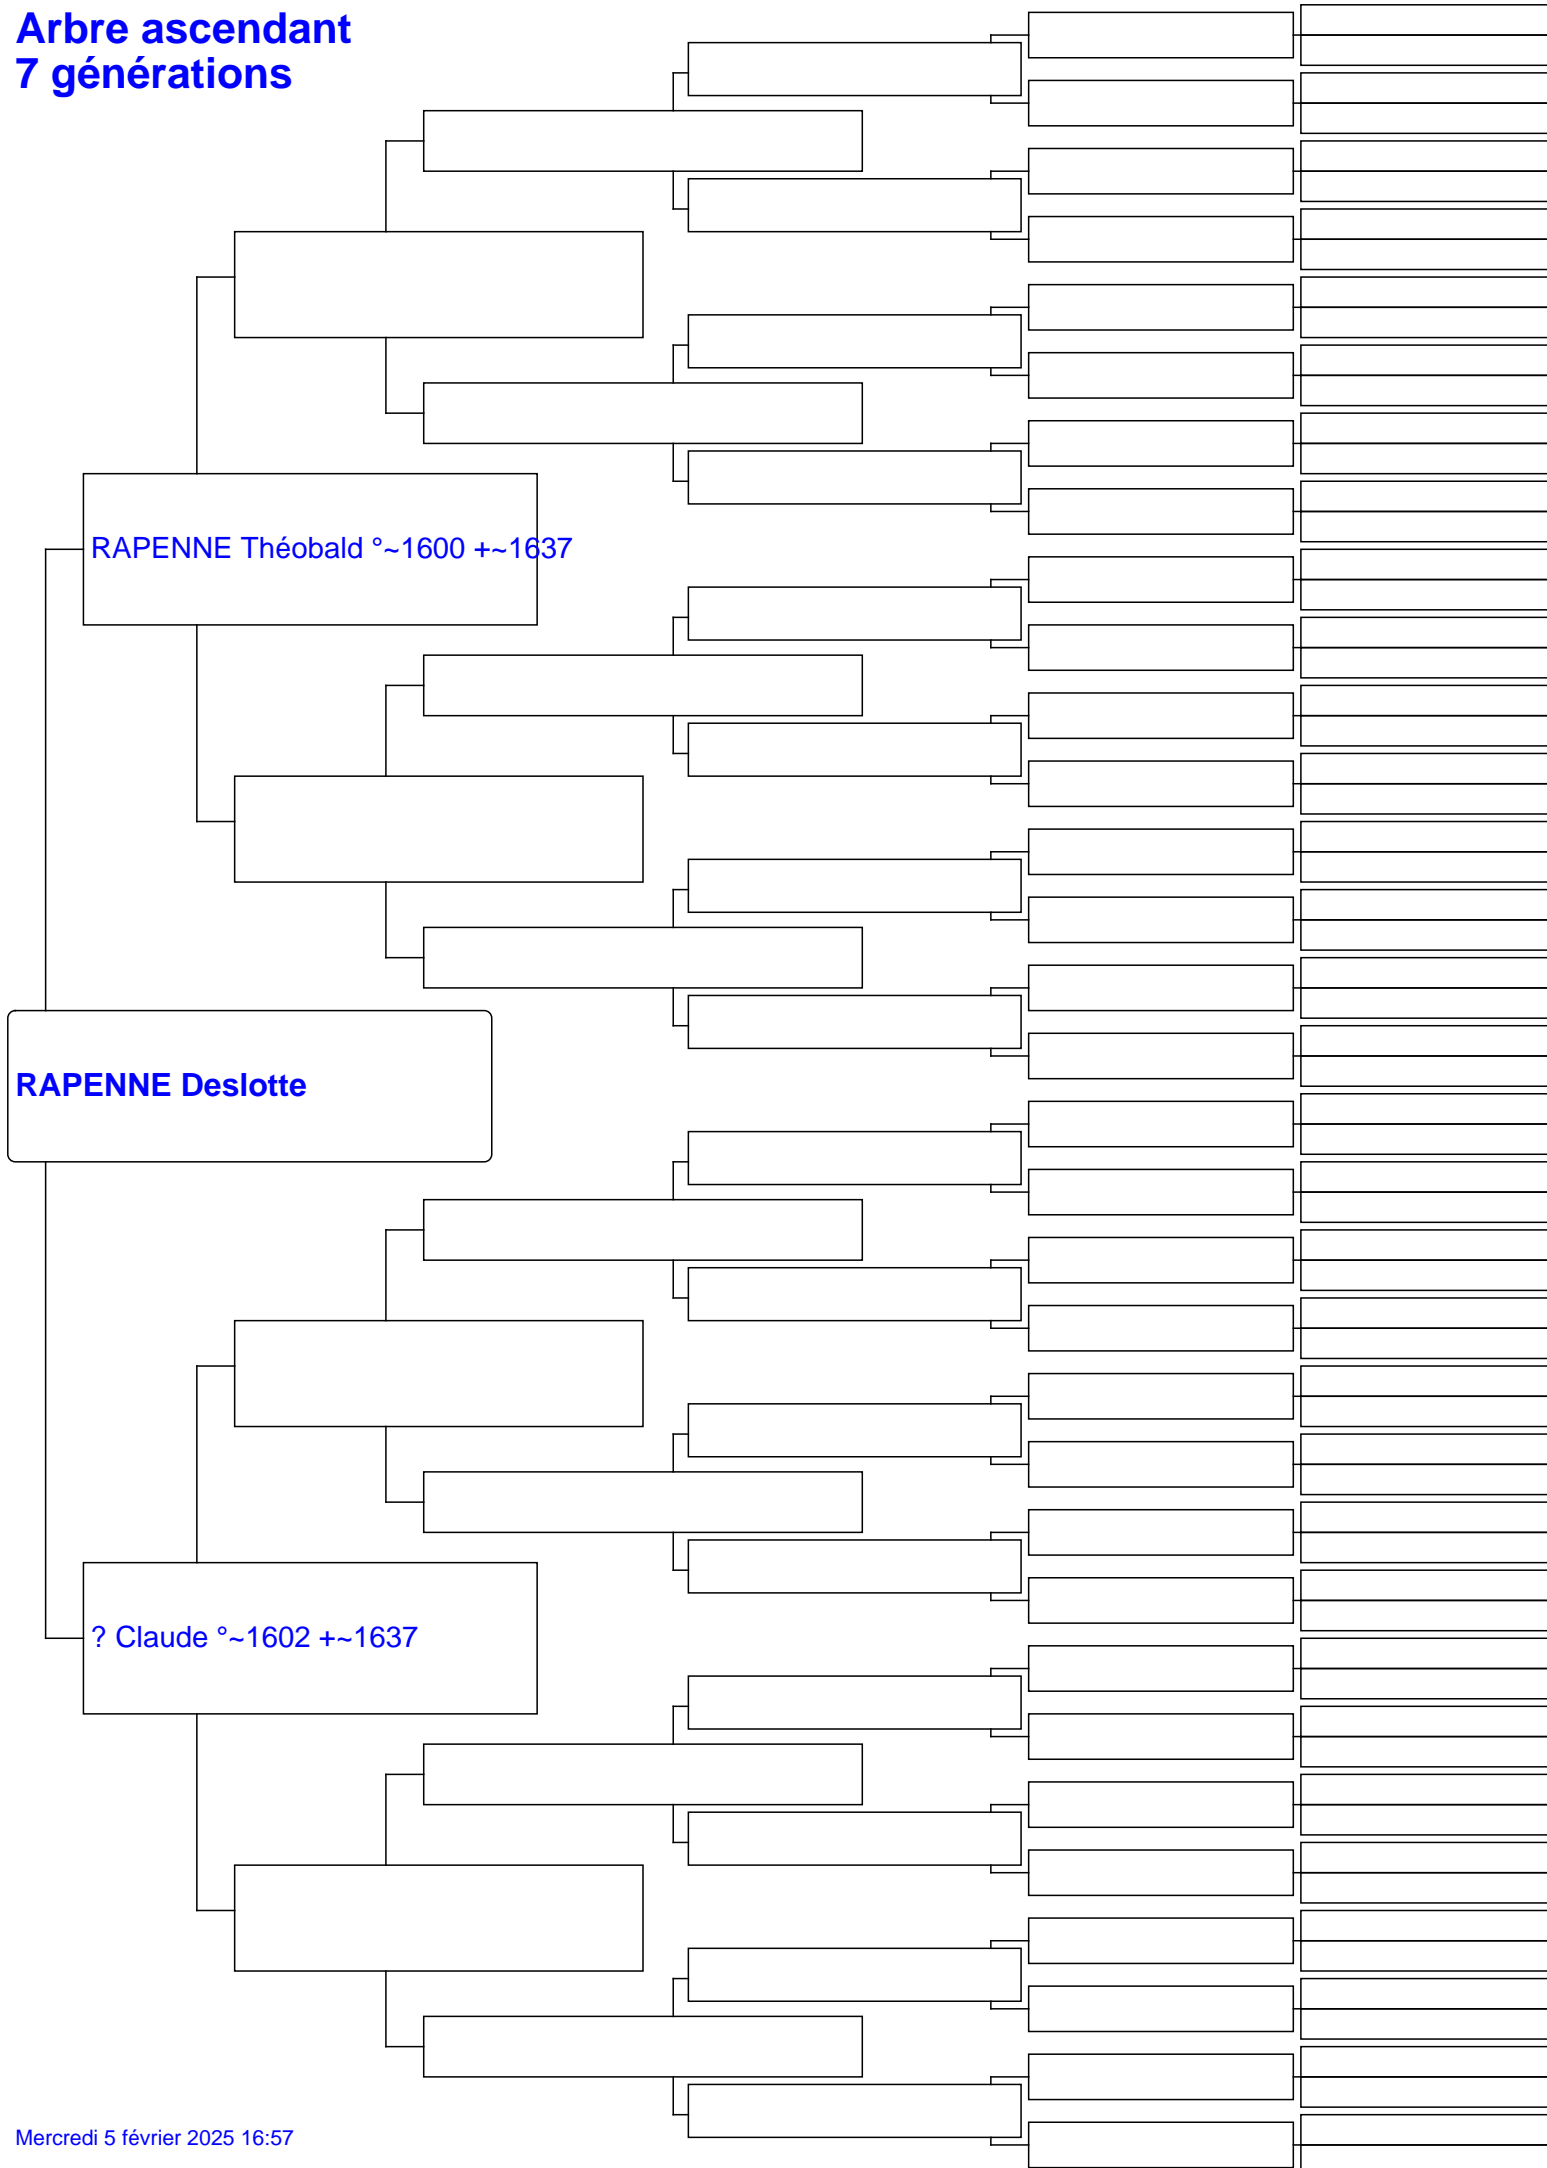 Arbre ascendant
7 générations
RAPENNE Théobald °~1600 +~1637
RAPENNE Deslotte
? Claude °~1602 +~1637
Mercredi 5 février 2025 16:57